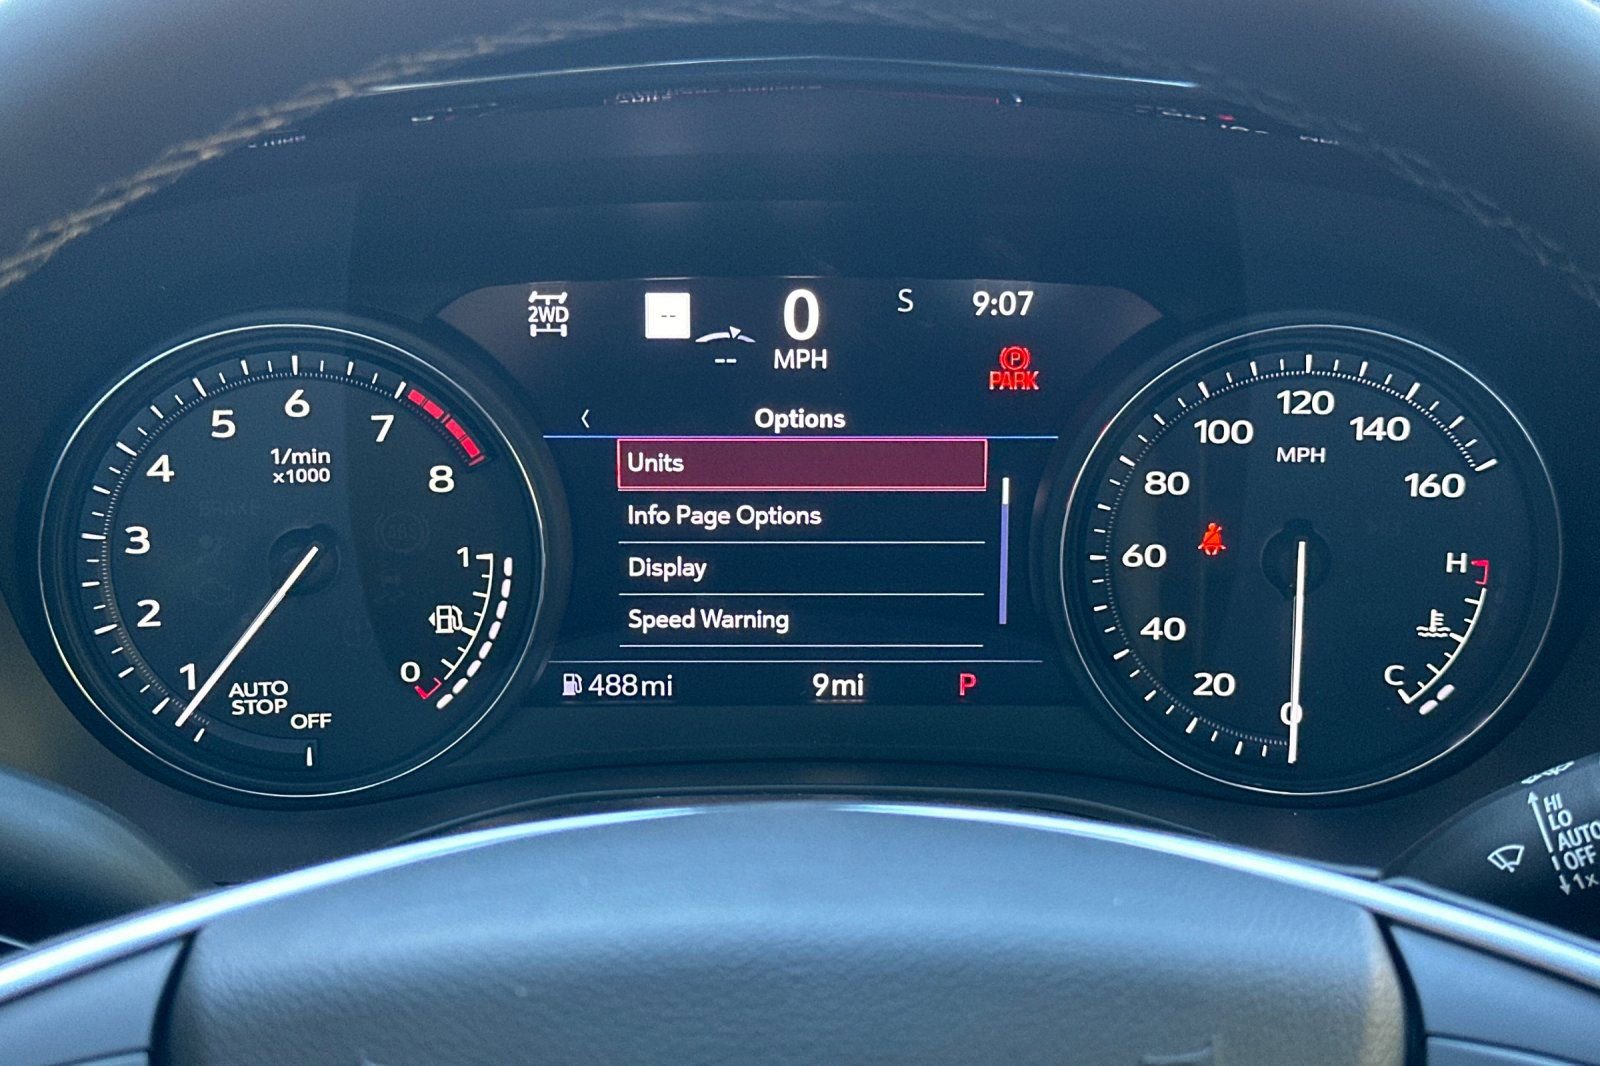 2WD
--
--
0
MPH
S
9:07
P
PARK
Options
Units
Info Page Options
Display
Speed Warning
488mi
9mi
P
1
2
3
4
5
6
7
8
1/min
x1000
AUTO
STOP
OFF
1
0
0
20
40
60
80
100
120
140
160
MPH
H
C
HI
LO
AUTO
OFF
1x